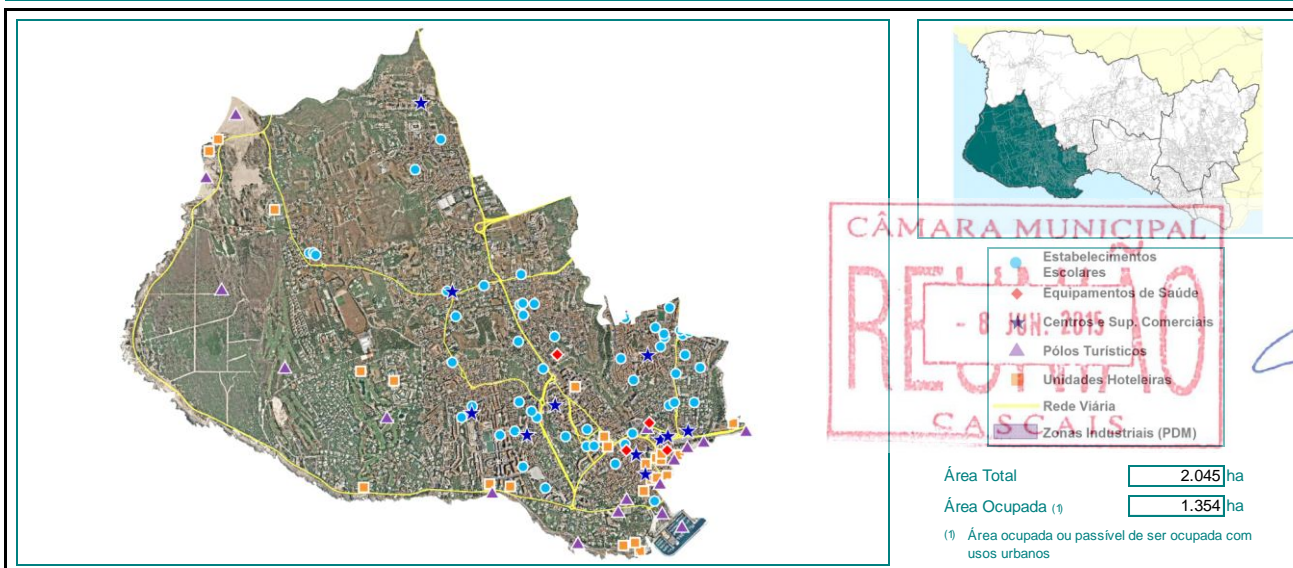 CÂMARA MUNICIPAL
REUNIÃO
- 8 JUN. 2015
CASCAIS
Estabelecimentos
Escolares
Equipamentos de Saúde
Centros e Sup. Comerciais
Pólos Turísticos
Unidades Hoteleiras
Rede Viária
Zonas Industriais (PDM)
Área Total 2.045 ha
Área Ocupada (1) 1.354 ha
(1) Área ocupada ou passível de ser ocupada com
usos urbanos